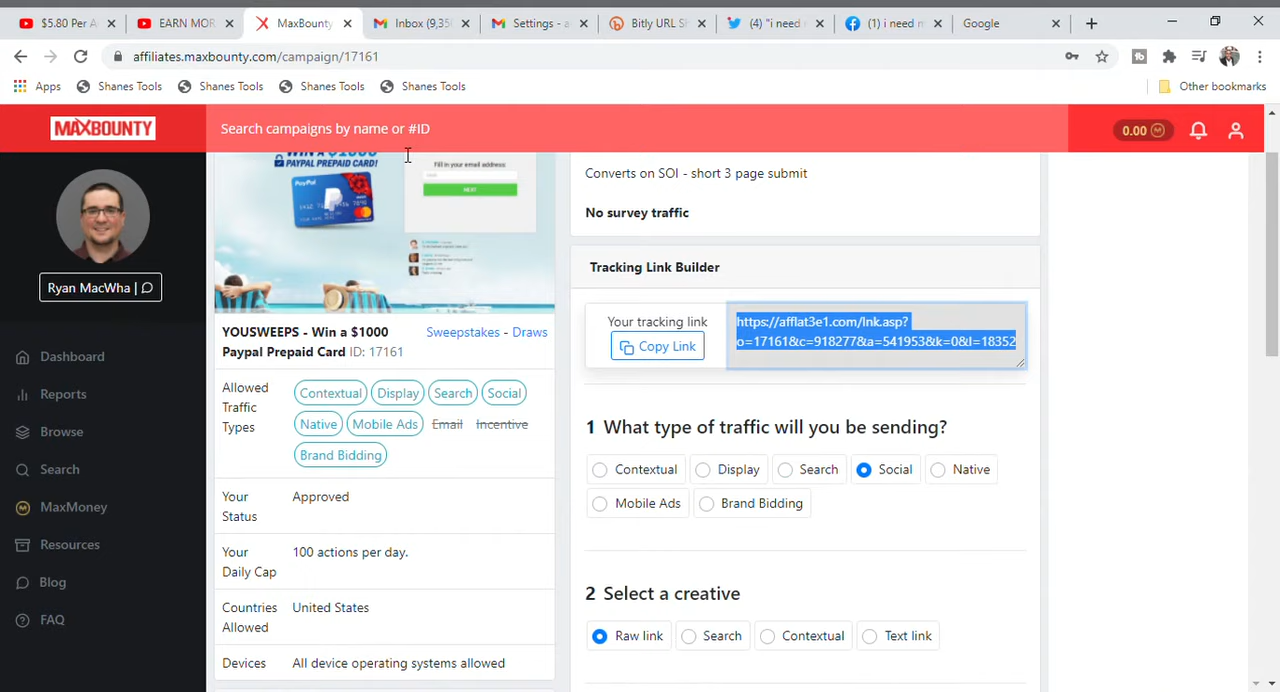 $5.80 Per A
EARN MOR
MaxBounty
Inbox (9,35
Settings - a
Bitly URL Sh
(4) "i need
(1) i need m
Google
affiliates.maxbounty.com/campaign/17161
Apps
Shanes Tools
Shanes Tools
Shanes Tools
Shanes Tools
Other bookmarks
MAXBOUNTY
Search campaigns by name or #ID
0.00
WIN A $1000
PAYPAL PREPAID CARD!
PayPal
Fill in your email address:
NEXT
Converts on SOI - short 3 page submit
No survey traffic
Tracking Link Builder
Your tracking link
Copy Link
https://afflat3e1.com/lnk.asp?
o=17161&c=918277&a=541953&k=0&l=18352
Ryan MacWha |
Dashboard
Reports
Browse
Search
MaxMoney
Resources
Blog
FAQ
YOUSWEEPS - Win a $1000
Paypal Prepaid Card ID: 17161
Sweepstakes - Draws
Allowed
Traffic
Types
Contextual
Display
Search
Social
Native
Mobile Ads
Email
Incentive
Brand Bidding
Your
Status
Approved
Your
Daily Cap
100 actions per day.
Countries
Allowed
United States
Devices
All device operating systems allowed
1 What type of traffic will you be sending?
Contextual
Display
Search
Social
Native
Mobile Ads
Brand Bidding
2 Select a creative
Raw link
Search
Contextual
Text link